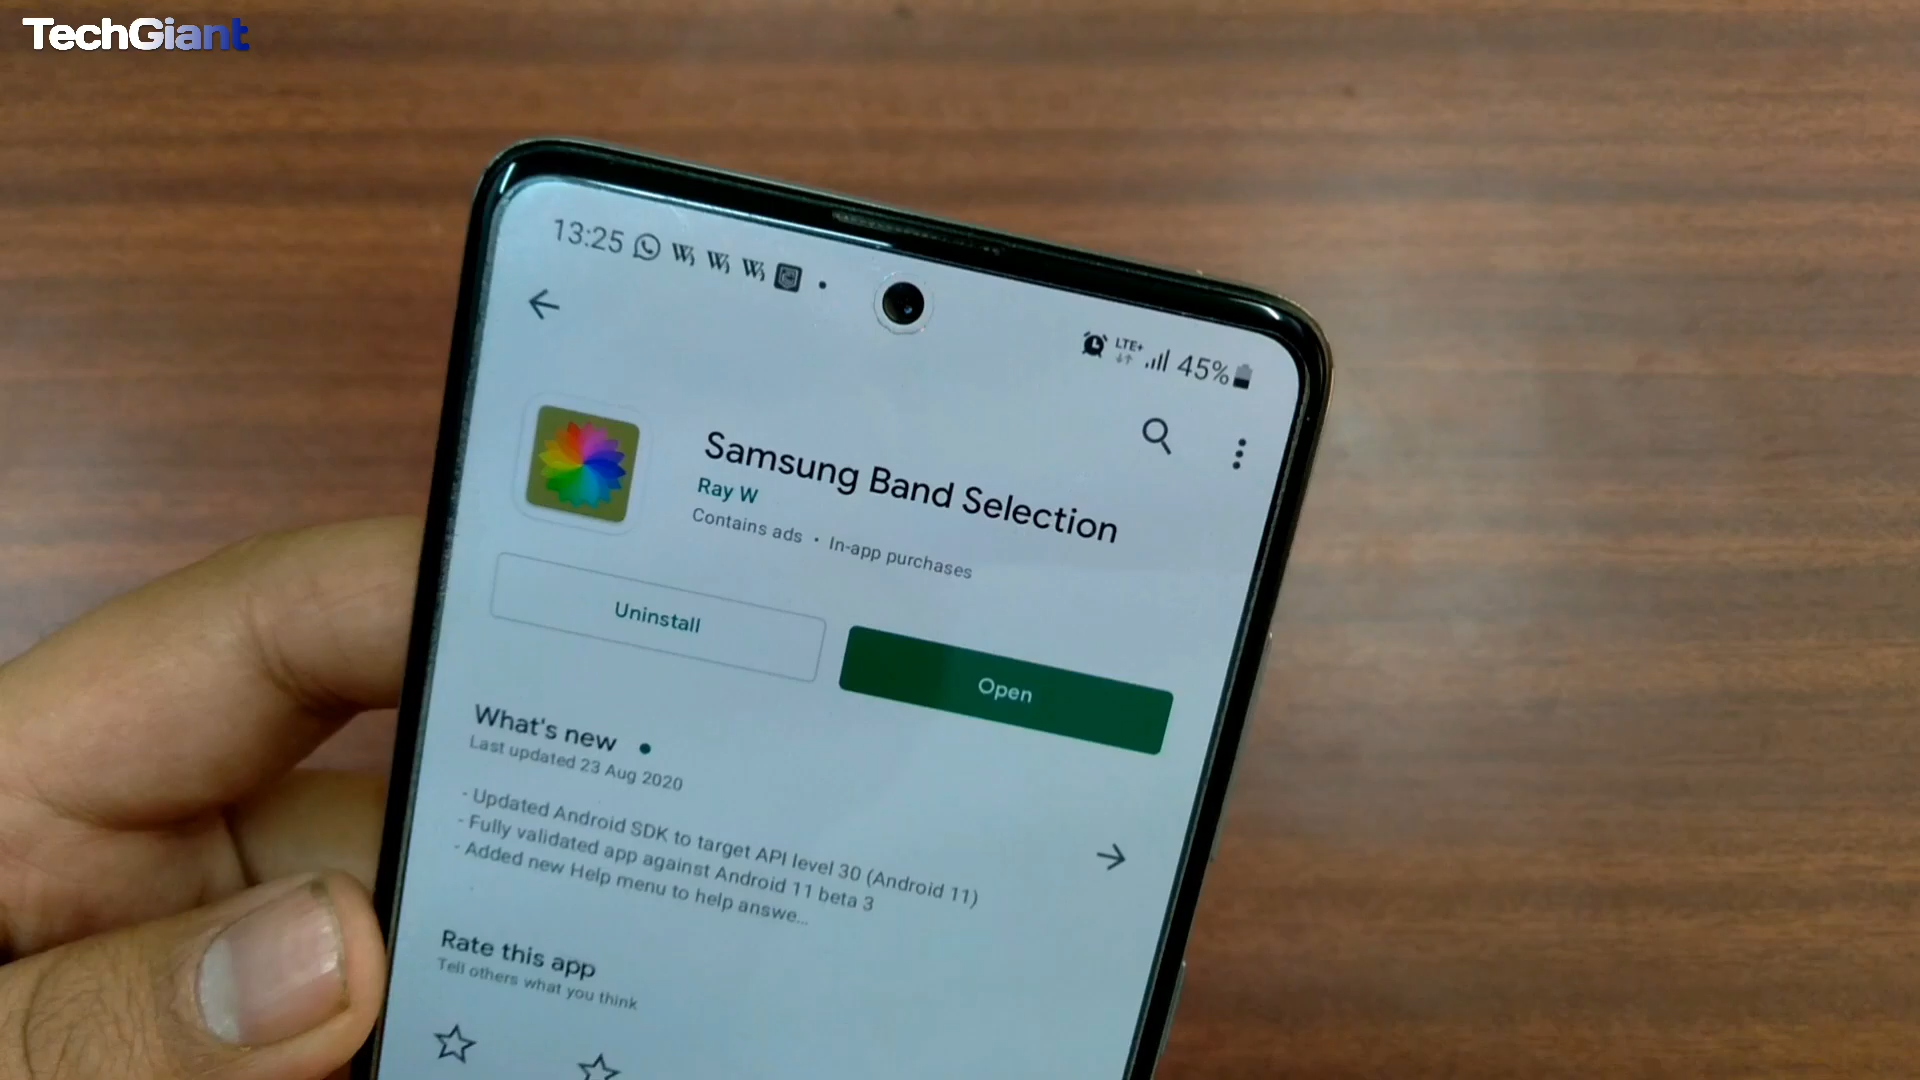 TechGiant
13:25
LTE+ 45%
Samsung Band Selection
Ray W
Contains ads • In-app purchases
Uninstall
Open
What's new •
Last updated 23 Aug 2020
- Updated Android SDK to target API level 30 (Android 11)
- Fully validated app against Android 11 beta 3
- Added new Help menu to help answe...
Rate this app
Tell others what you think